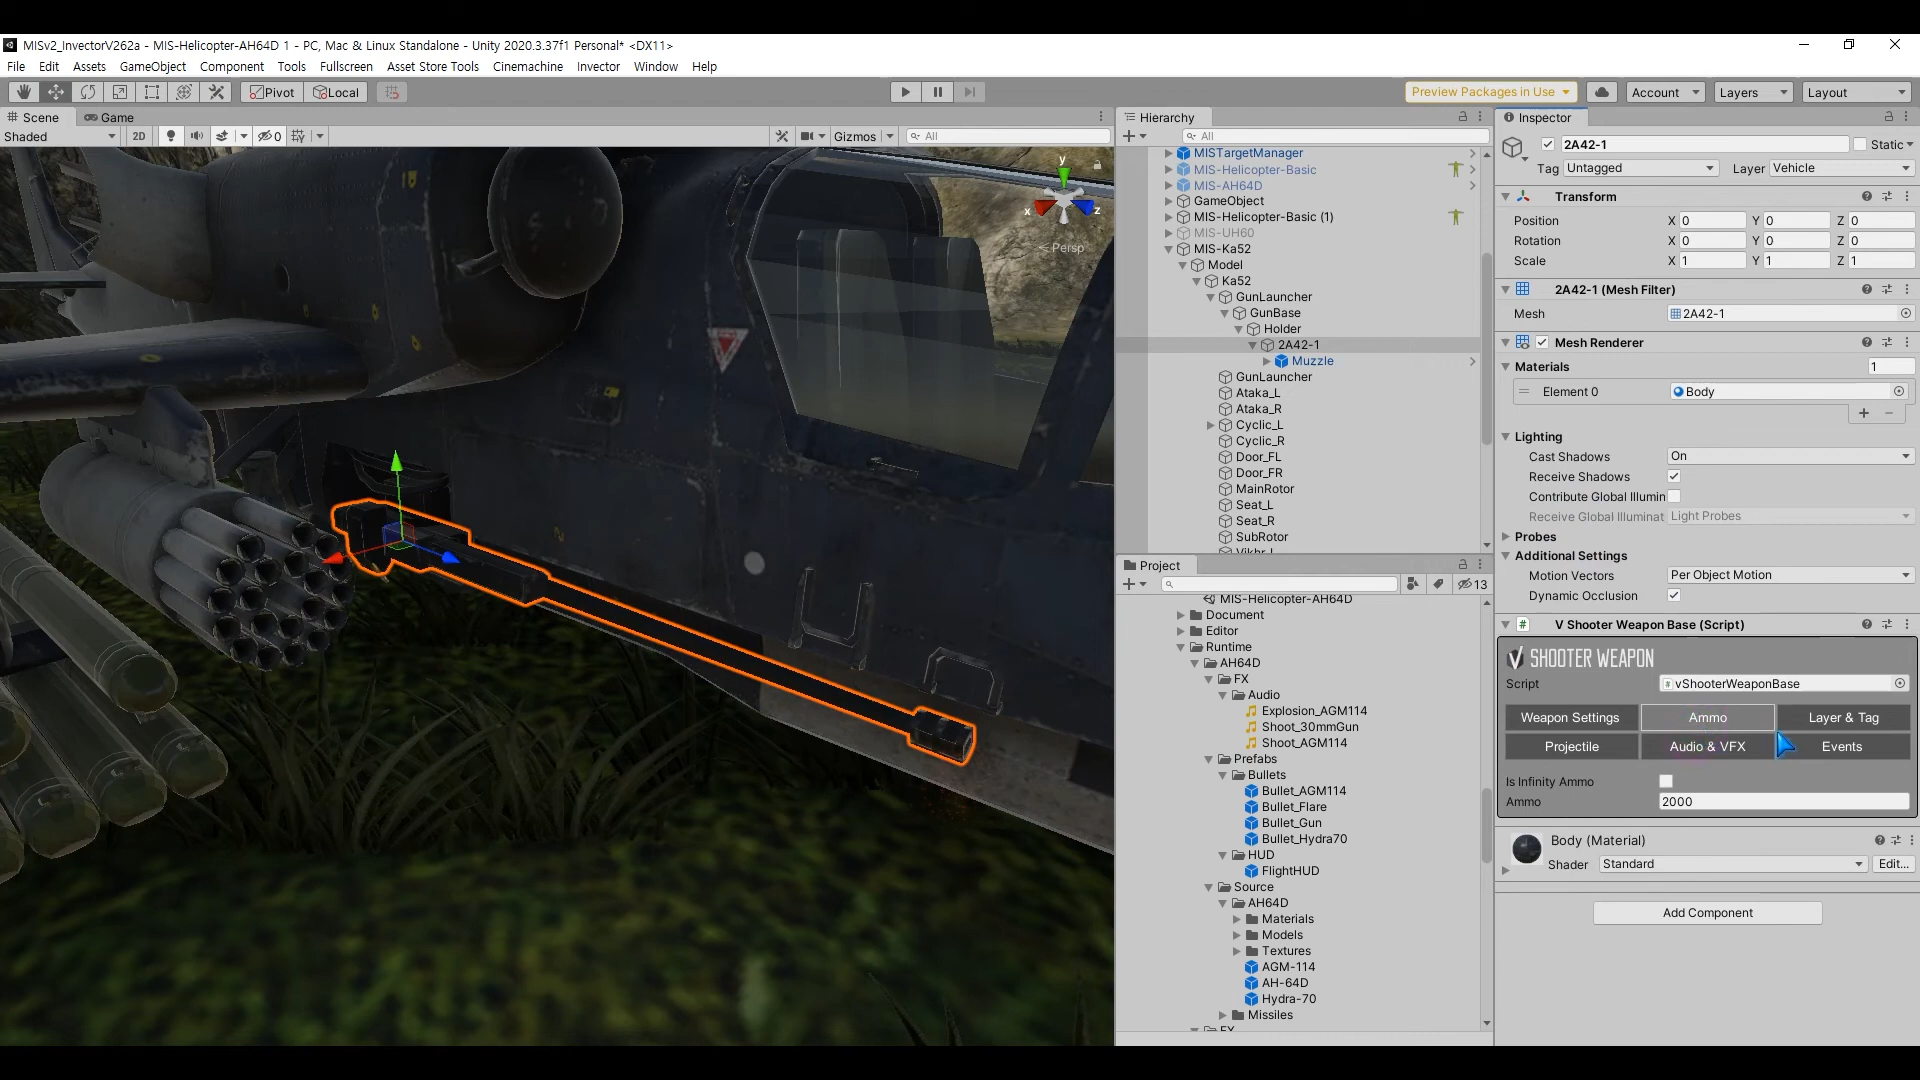 MISv2_InvectorV262a - MIS-Helicopter-AH64D 1 - PC, Mac & Linux Standalone - Unity 2020.3.37f1 Personal* <DX11>
File Edit Assets GameObject Component Tools Fullscreen Asset Store Tools Cinemachine Invector Window Help
Pivot Local Preview Packages in Use Account Layers Layout
Scene Game
Shaded 2D 0 Gizmos All
y
x
z
Persp
Hierarchy
All
MISTargetManager
MIS-Helicopter-Basic
MIS-AH64D
GameObject
MIS-Helicopter-Basic (1)
MIS-UH60
MIS-Ka52
Model
Ka52
GunLauncher
GunBase
Holder
2A42-1
Muzzle
GunLauncher
Ataka_L
Ataka_R
Cyclic_L
Cyclic_R
Door_FL
Door_FR
MainRotor
Seat_L
Seat_R
SubRotor
Vikhr_L
Project
13
MIS-Helicopter-AH64D
Document
Editor
Runtime
AH64D
FX
Audio
Explosion_AGM114
Shoot_30mmGun
Shoot_AGM114
Prefabs
Bullets
Bullet_AGM114
Bullet_Flare
Bullet_Gun
Bullet_Hydra70
HUD
FlightHUD
Source
AH64D
Materials
Models
Textures
AGM-114
AH-64D
Hydra-70
Missiles
FX
Inspector
2A42-1 Static
Tag Untagged Layer Vehicle
Transform
Position X 0 Y 0 Z 0
Rotation X 0 Y 0 Z 0
Scale X 1 Y 1 Z 1
2A42-1 (Mesh Filter)
Mesh 2A42-1
Mesh Renderer
Materials 1
Element 0 Body
Lighting
Cast Shadows On
Receive Shadows
Contribute Global Illumin
Receive Global Illuminat Light Probes
Probes
Additional Settings
Motion Vectors Per Object Motion
Dynamic Occlusion
V Shooter Weapon Base (Script)
SHOOTER WEAPON
Script vShooterWeaponBase
Weapon Settings Ammo Layer & Tag
Projectile Audio & VFX Events
Is Infinity Ammo
Ammo 2000
Body (Material)
Shader Standard Edit...
Add Component